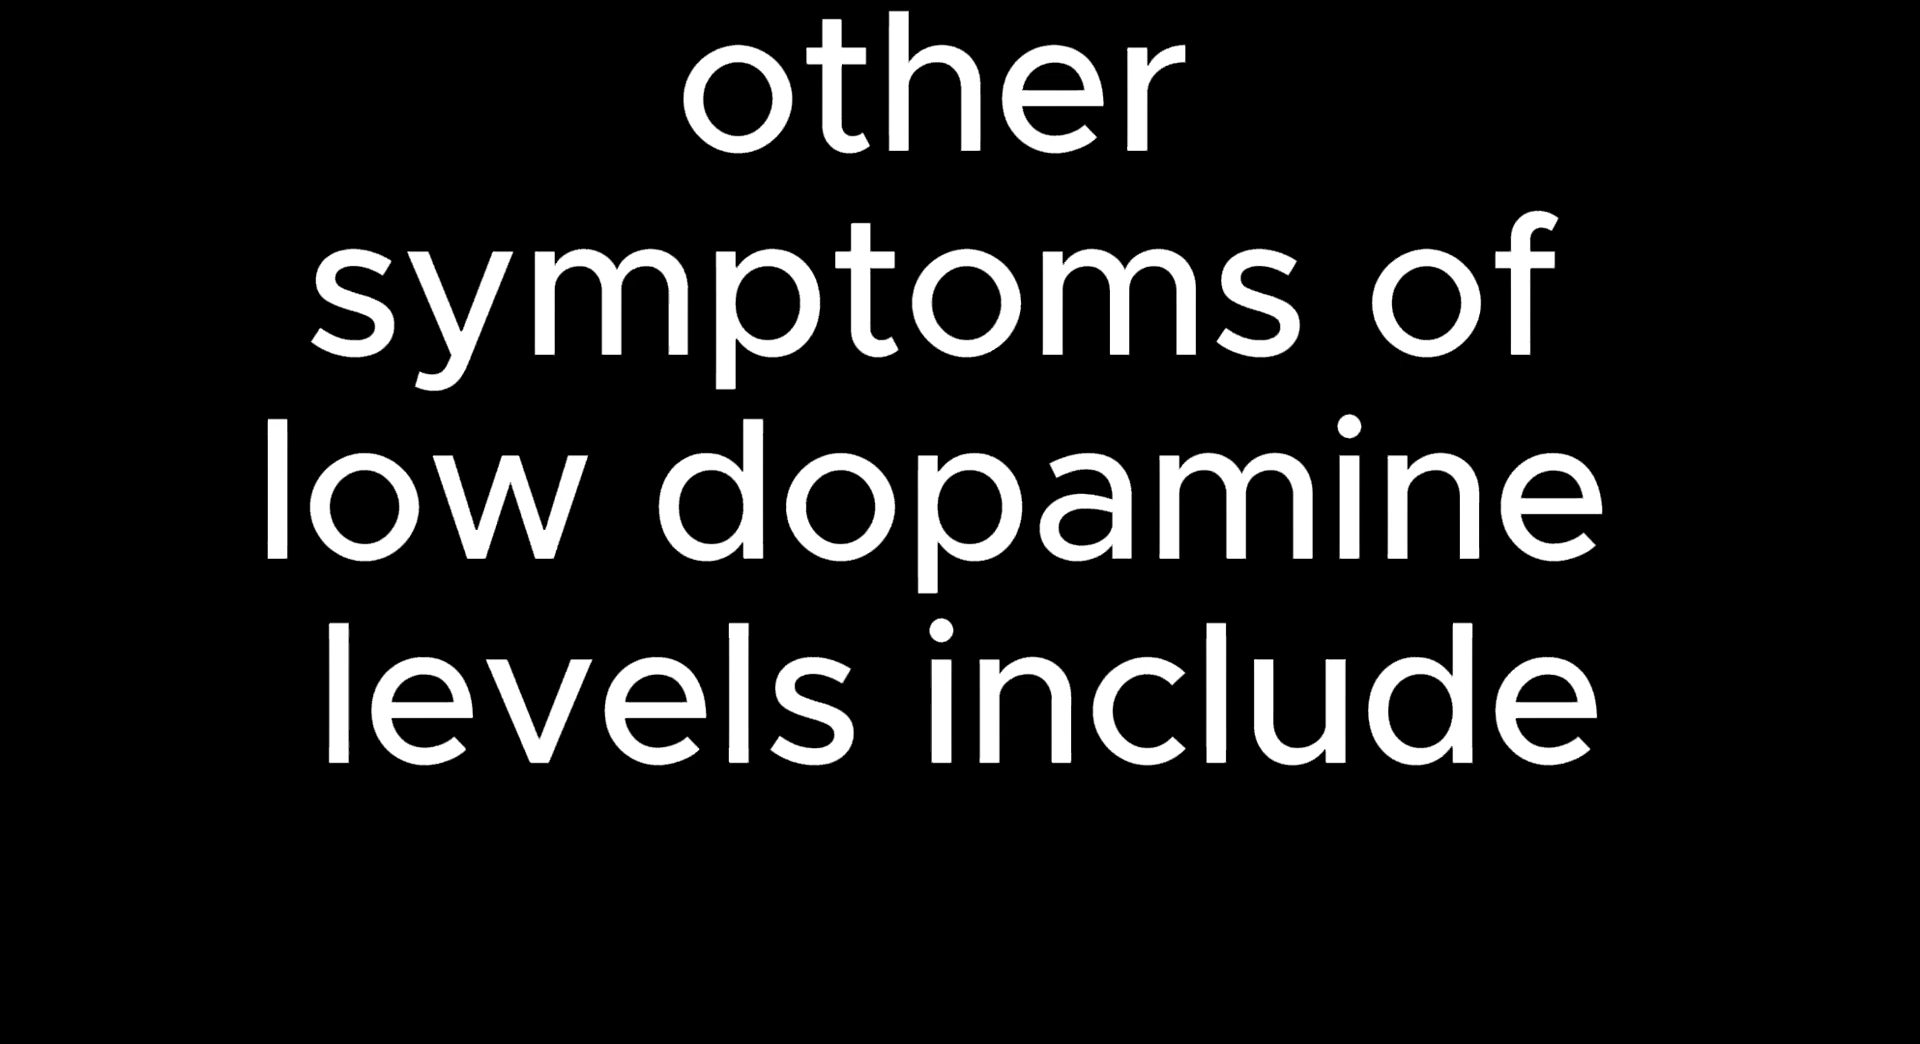 other
symptoms of
low dopamine
levels include